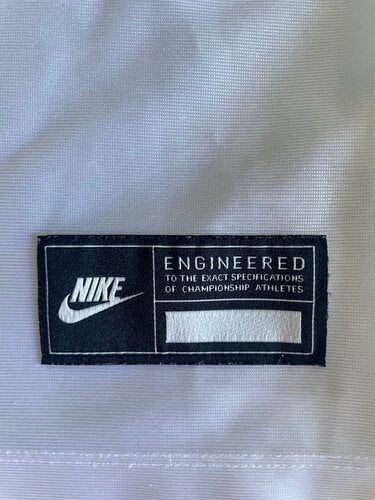 NIKE
ENGINEERED
TO THE EXACT SPECIFICATIONS
OF CHAMPIONSHIP ATHLETES